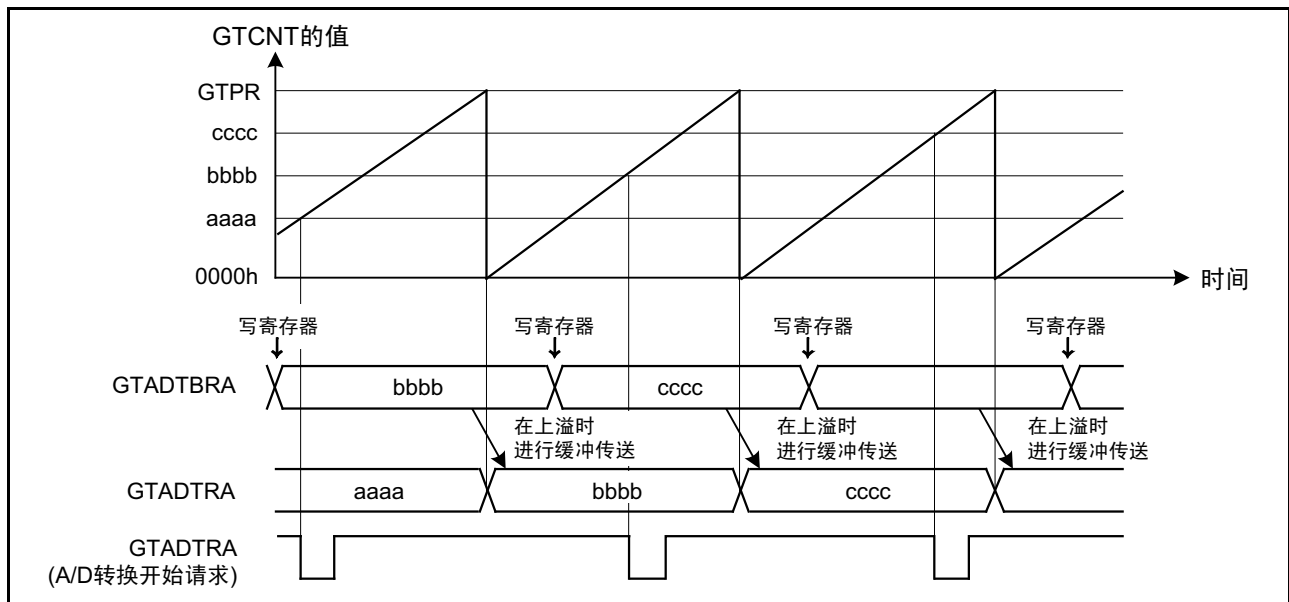 GTCNT的值
GTPR
cccc
bbbb
aaaa
0000h
时间
写寄存器 写寄存器 写寄存器 写寄存器
GTADTBRA bbbb cccc
在上溢时 在上溢时 在上溢时
进行缓冲传送 进行缓冲传送 进行缓冲传送
GTADTRA aaaa bbbb cccc
GTADTRA
(A/D转换开始请求)